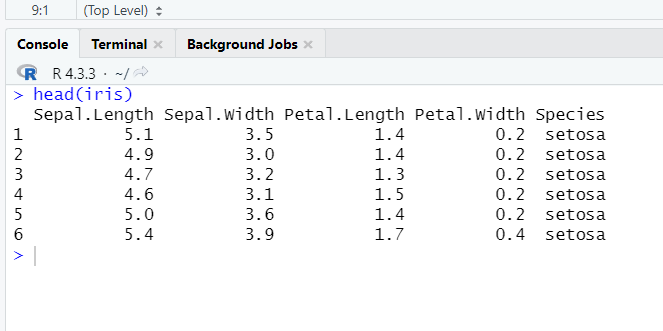 9:1 (Top Level)
Console Terminal Background Jobs
R R 4.3.3 · ~/
> head(iris)
  Sepal.Length Sepal.Width Petal.Length Petal.Width Species
1          5.1         3.5          1.4         0.2  setosa
2          4.9         3.0          1.4         0.2  setosa
3          4.7         3.2          1.3         0.2  setosa
4          4.6         3.1          1.5         0.2  setosa
5          5.0         3.6          1.4         0.2  setosa
6          5.4         3.9          1.7         0.4  setosa
>